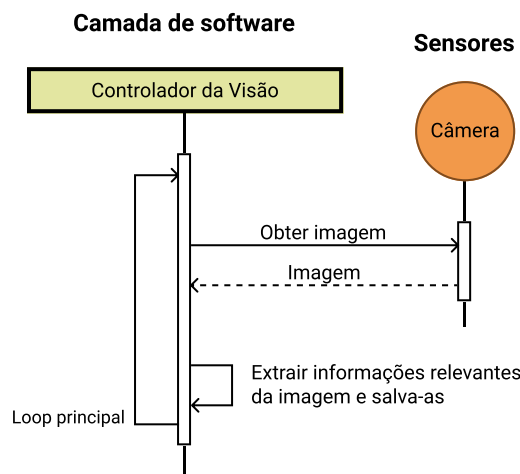 Camada de software
Sensores
Controlador da Visão
Câmera
Obter imagem
Imagem
Extrair informações relevantes
da imagem e salva-as
Loop principal